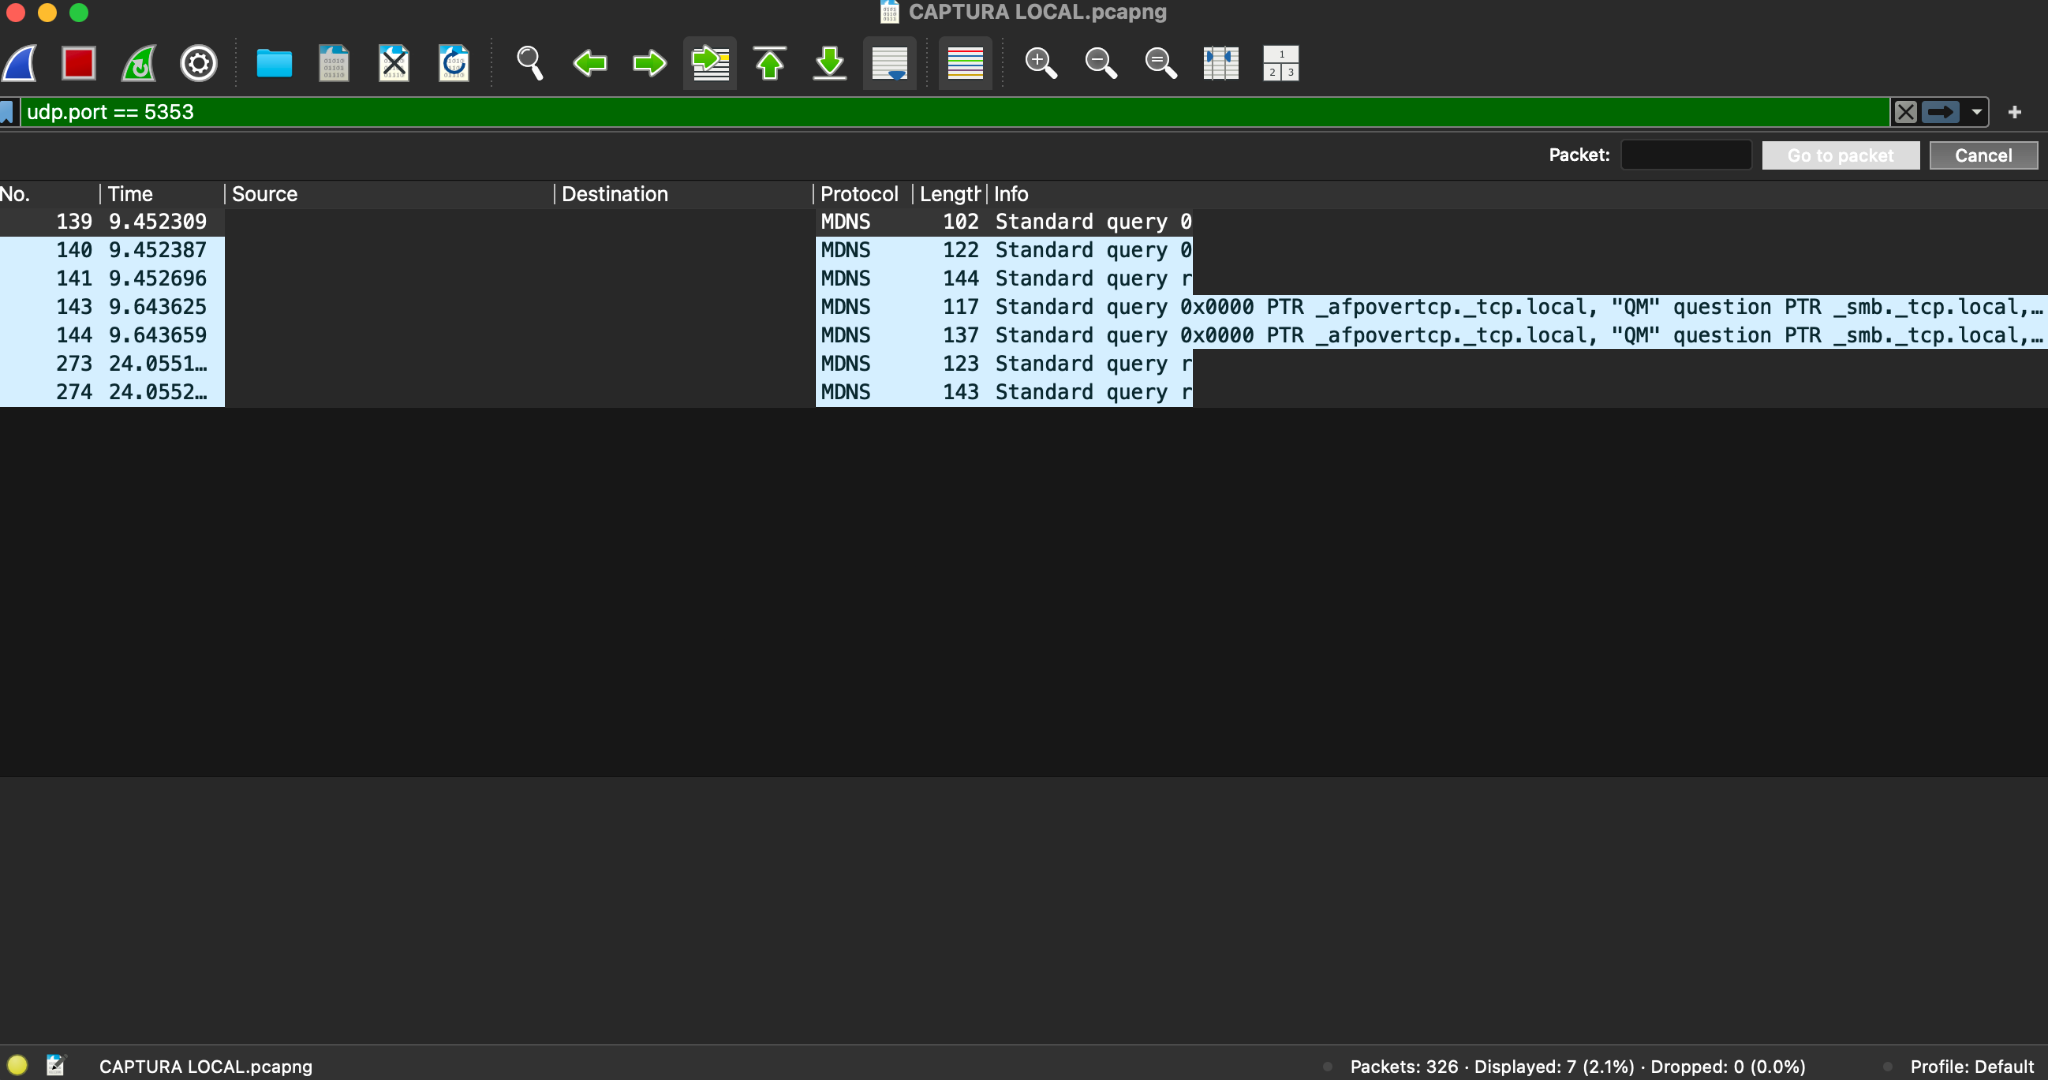 CAPTURA LOCAL.pcapng
udp.port == 5353
Packet: Go to packet Cancel
No. Time Source Destination Protocol Length Info
139 9.452309 MDNS 102 Standard query 0
140 9.452387 MDNS 122 Standard query 0
141 9.452696 MDNS 144 Standard query r
143 9.643625 MDNS 117 Standard query 0x0000 PTR _afpovertcp._tcp.local, "QM" question PTR _smb._tcp.local,…
144 9.643659 MDNS 137 Standard query 0x0000 PTR _afpovertcp._tcp.local, "QM" question PTR _smb._tcp.local,…
273 24.0551… MDNS 123 Standard query r
274 24.0552… MDNS 143 Standard query r
CAPTURA LOCAL.pcapng Packets: 326 · Displayed: 7 (2.1%) · Dropped: 0 (0.0%) Profile: Default